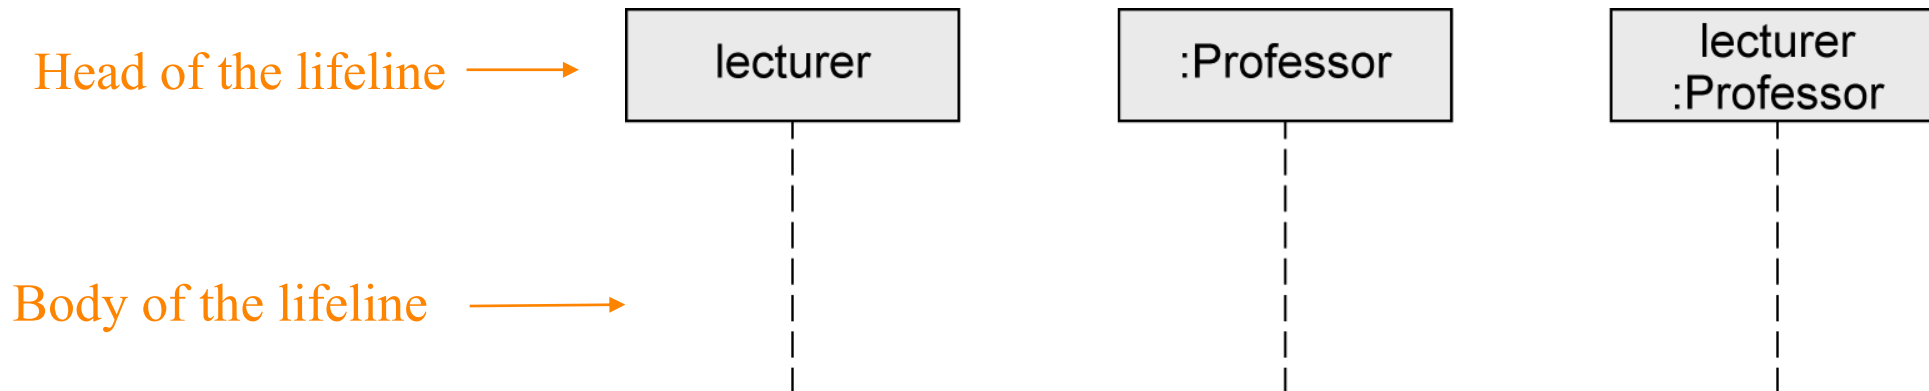 Head of the lifeline
lecturer
:Professor
lecturer
:Professor
Body of the lifeline